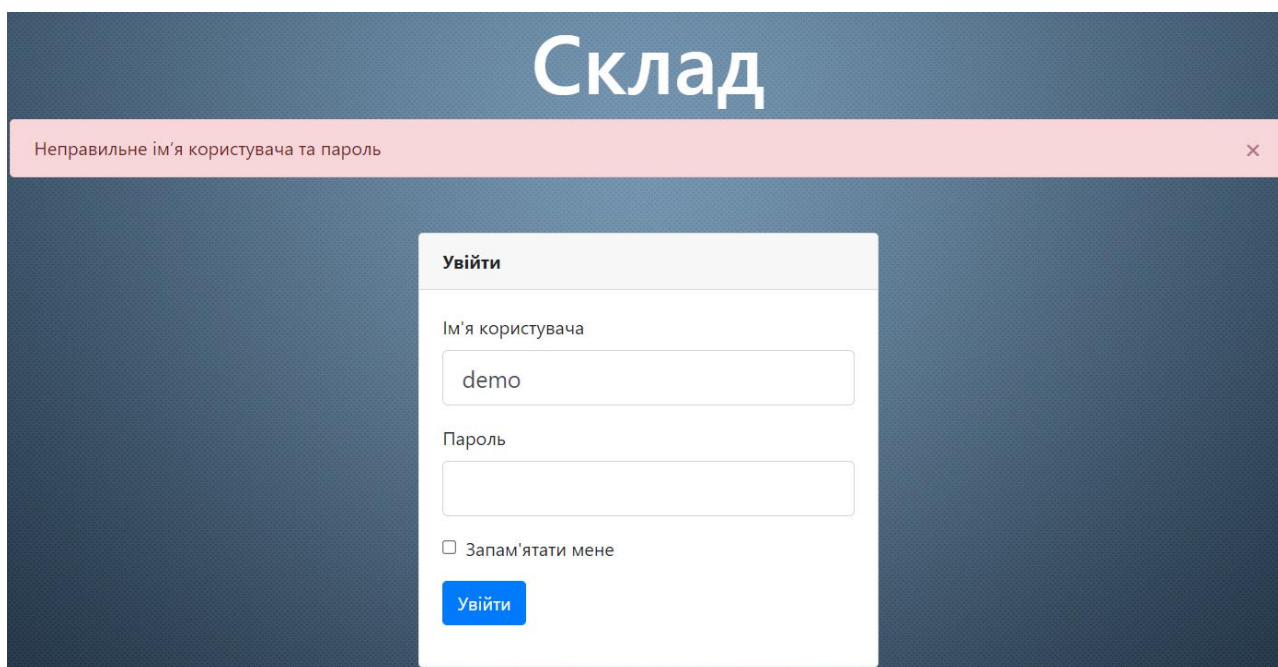 Склад
Неправильне ім’я користувача та пароль ×
Увійти
Ім'я користувача
demo
Пароль
Запам'ятати мене
Увійти